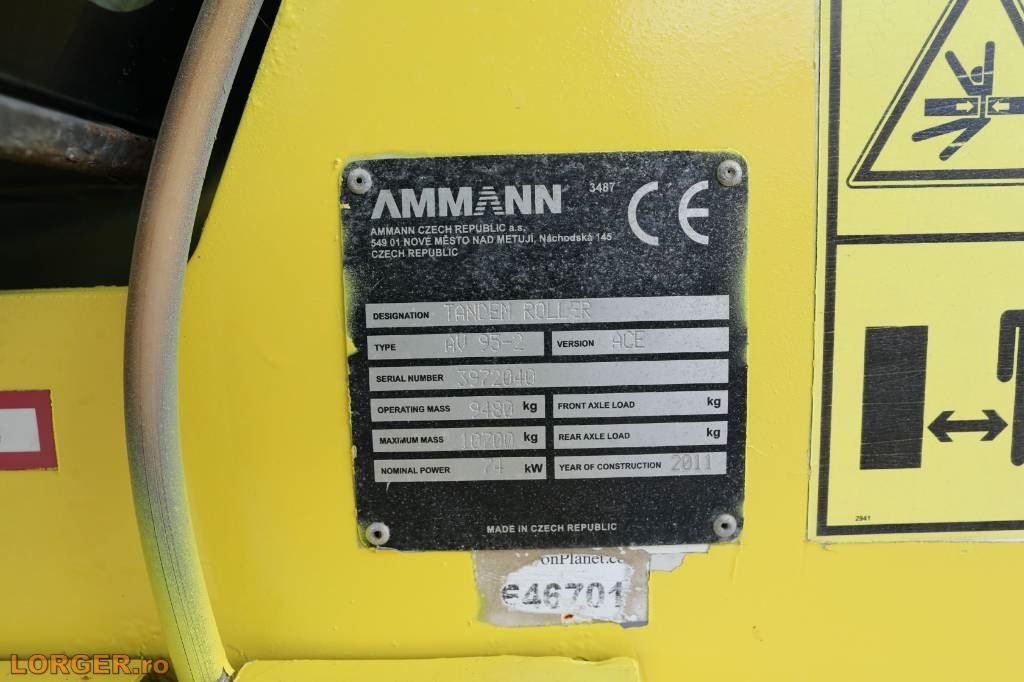 AMMANN
3487
CE
AMMANN CZECH REPUBLIC a.s.
549 01 NOVÉ MĚSTO NAD METUJÍ, Náchodská 145
CZECH REPUBLIC
DESIGNATION TANDEM ROLLER
TYPE AV 95-2 VERSION ACE
SERIAL NUMBER 3972040
OPERATING MASS 9480 kg FRONT AXLE LOAD kg
MAXIMUM MASS 10700 kg REAR AXLE LOAD kg
NOMINAL POWER 74 kW YEAR OF CONSTRUCTION 2011
MADE IN CZECH REPUBLIC
2941
onPlanet.c
46701
LORGER.ro